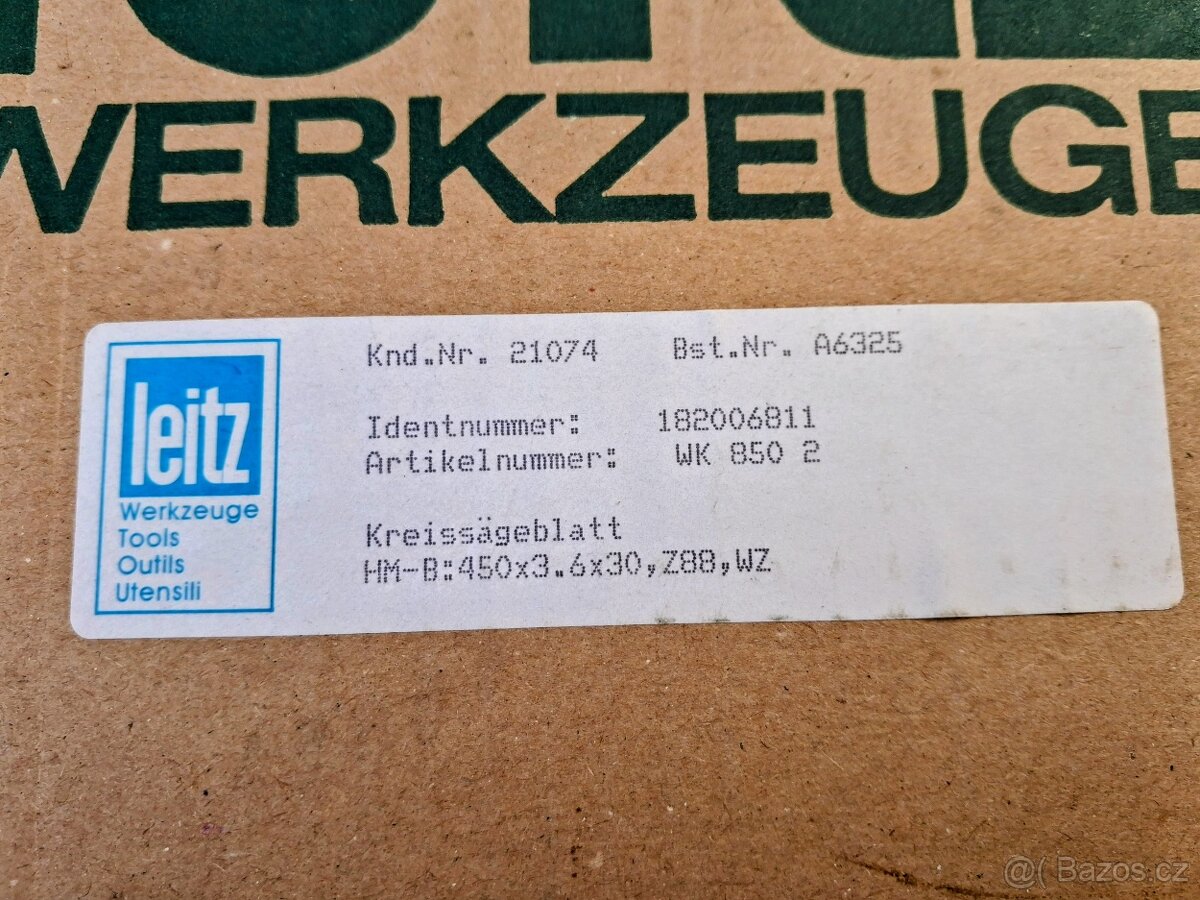 WERKZEUGE
leitz
Werkzeuge
Tools
Outils
Utensili
Knd.Nr. 21074 Bst.Nr. A6325
Identnummer: 182006811
Artikelnummer: WK 850 2
Kreissägeblatt
HM-B:450x3.6x30,Z88,WZ
@( Bazos.cz